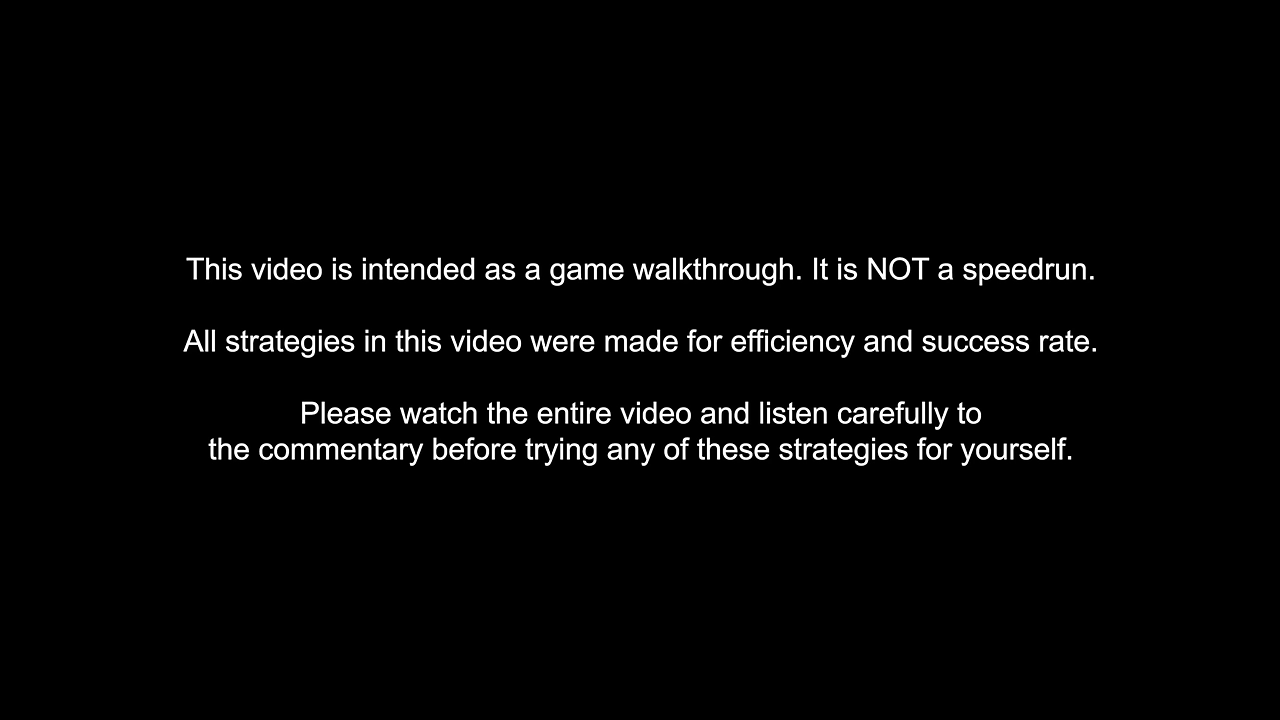 This video is intended as a game walkthrough. It is NOT a speedrun.
All strategies in this video were made for efficiency and success rate.
Please watch the entire video and listen carefully to
the commentary before trying any of these strategies for yourself.